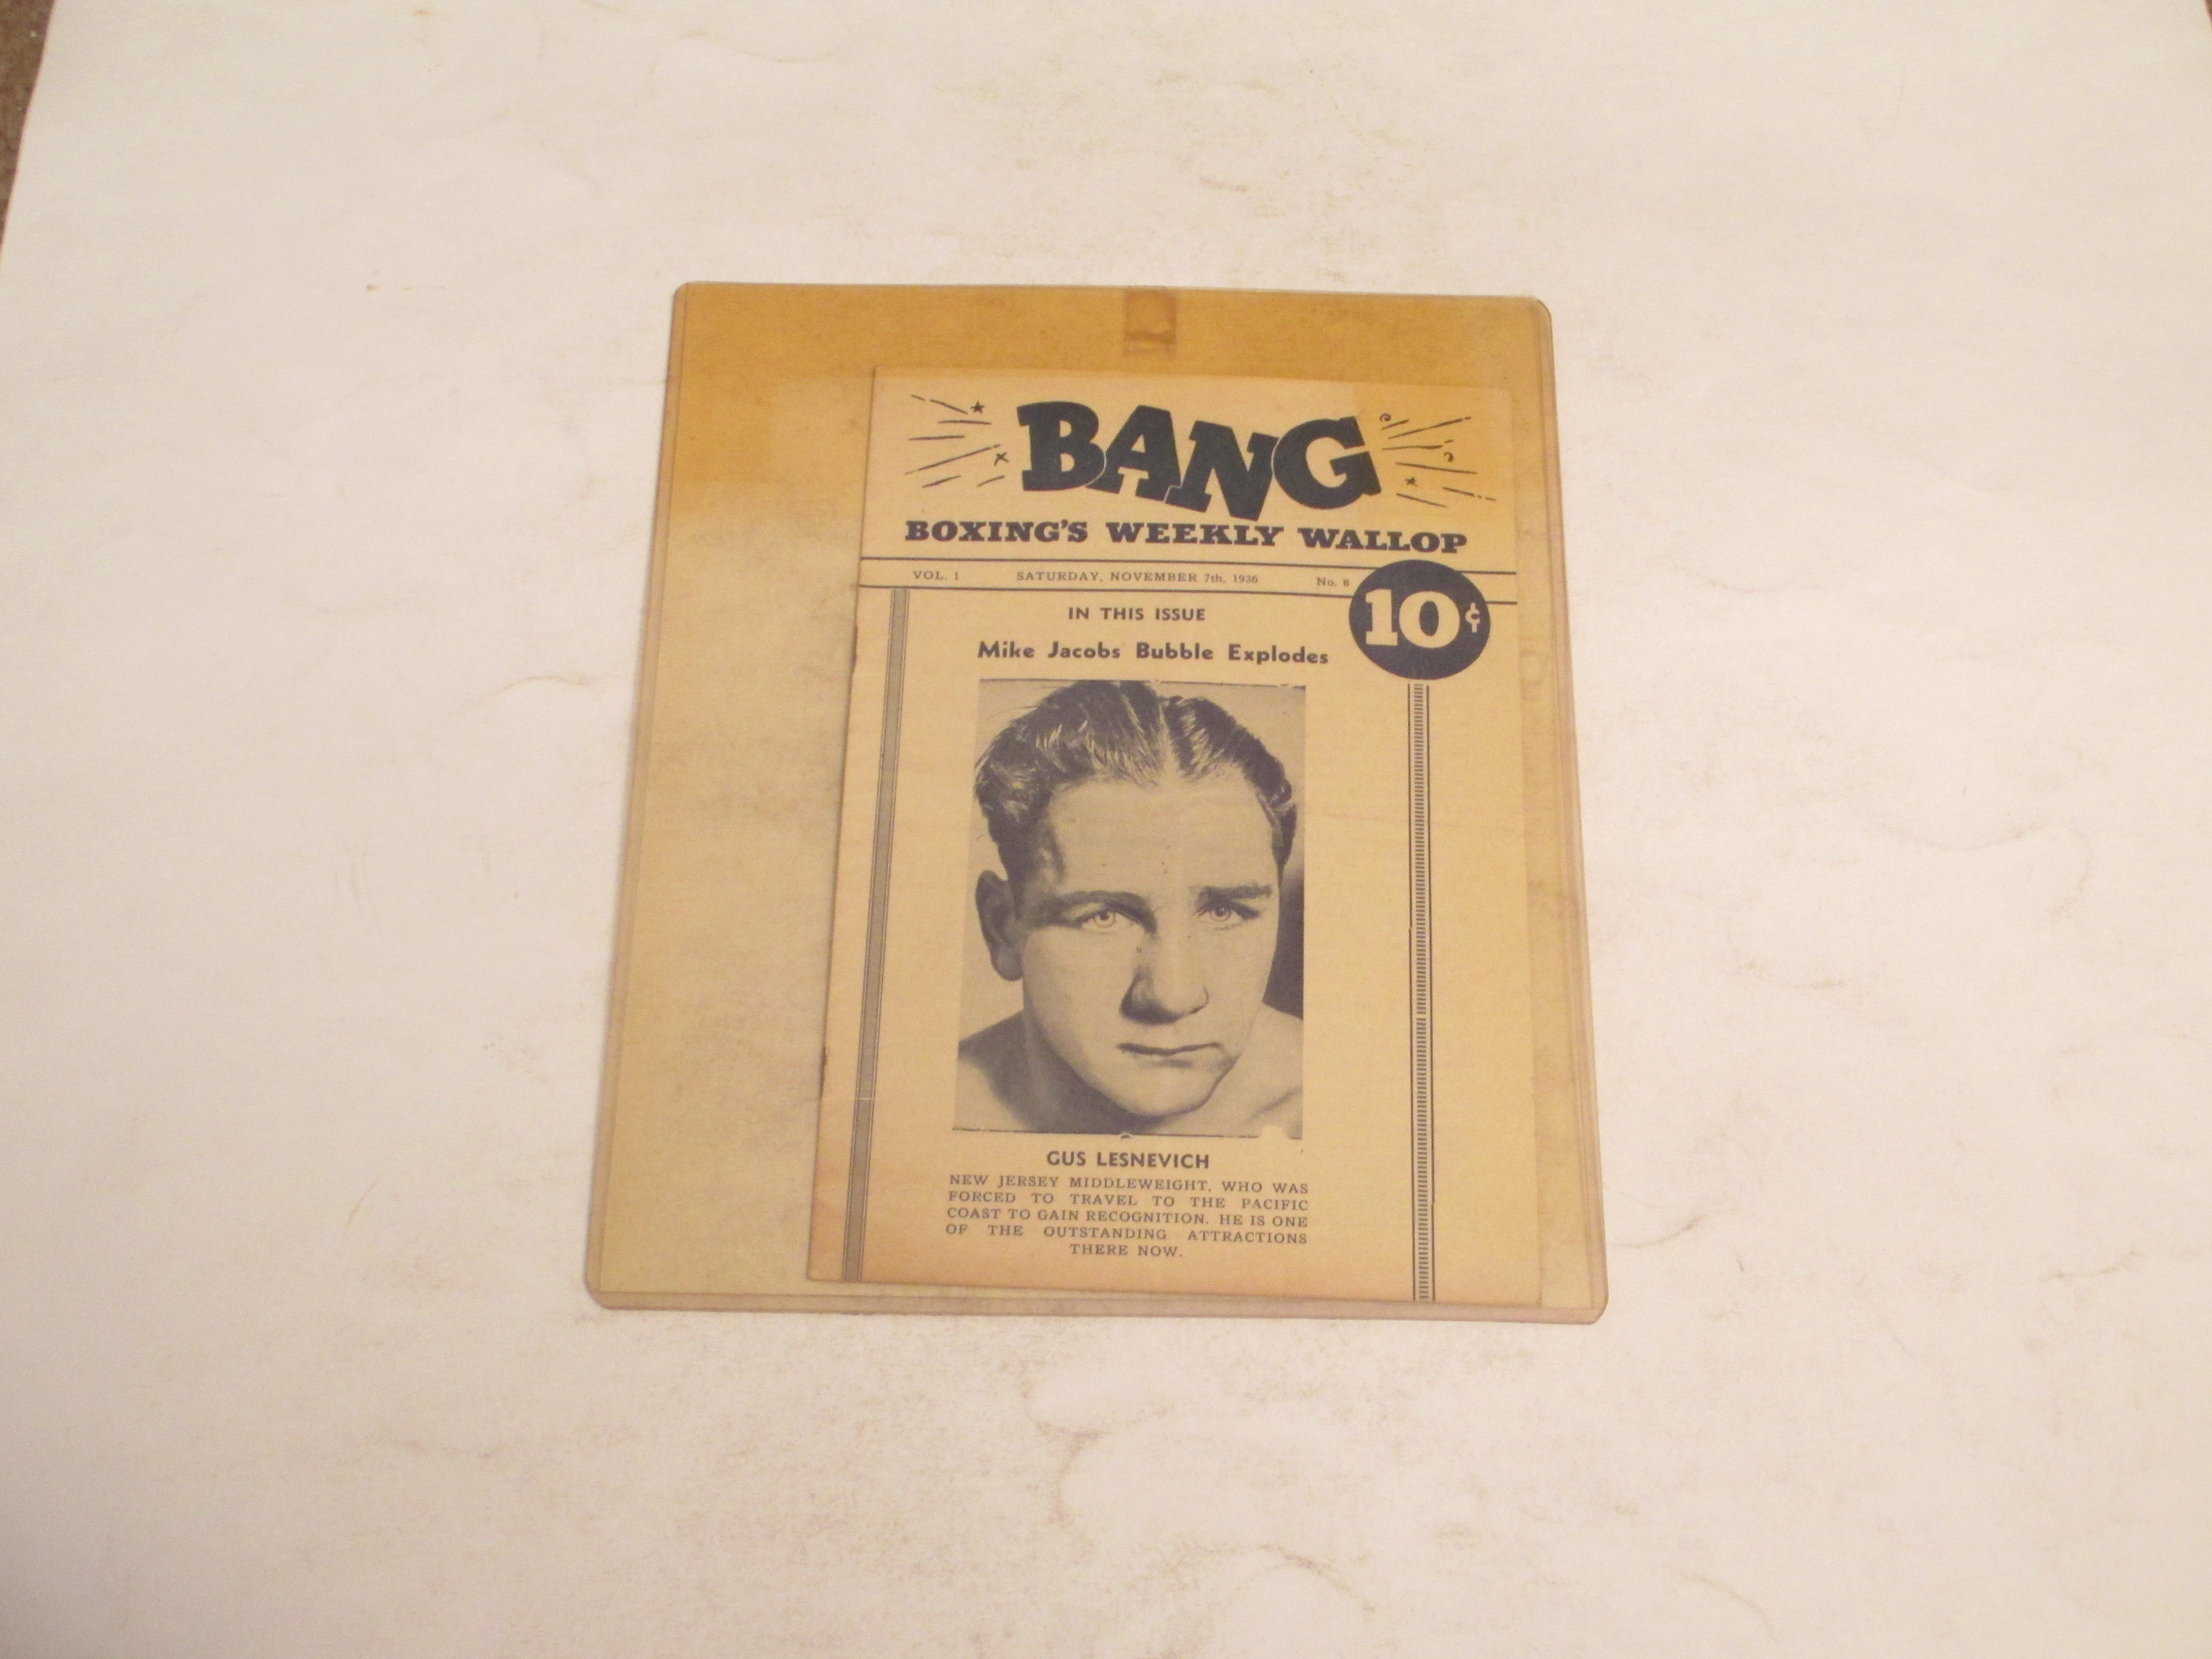 BANG
BOXING'S WEEKLY WALLOP
VOL. 1 SATURDAY, NOVEMBER 7th, 1936 No. 8
10¢
IN THIS ISSUE
Mike Jacobs Bubble Explodes
GUS LESNEVICH
NEW JERSEY MIDDLEWEIGHT, WHO WAS
FORCED TO TRAVEL TO THE PACIFIC
COAST TO GAIN RECOGNITION. HE IS ONE
OF THE OUTSTANDING ATTRACTIONS
THERE NOW.